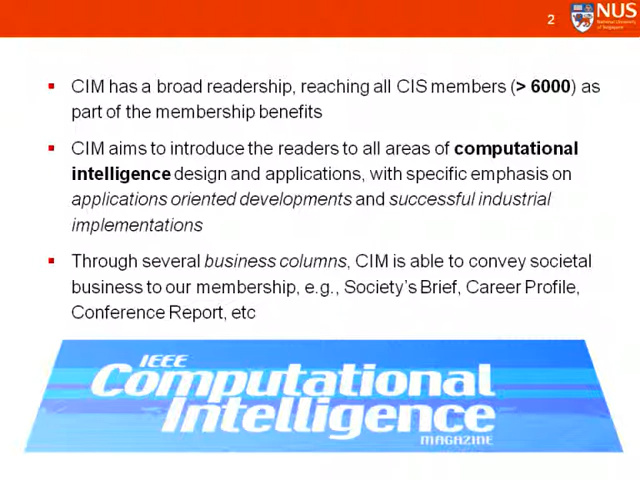 2
NUS
National University
of Singapore
CIM has a broad readership, reaching all CIS members (> 6000) as
part of the membership benefits
CIM aims to introduce the readers to all areas of computational
intelligence design and applications, with specific emphasis on
applications oriented developments and successful industrial
implementations
Through several business columns, CIM is able to convey societal
business to our membership, e.g., Society's Brief, Career Profile,
Conference Report, etc
IEEE
Computational
Intelligence
MAGAZINE